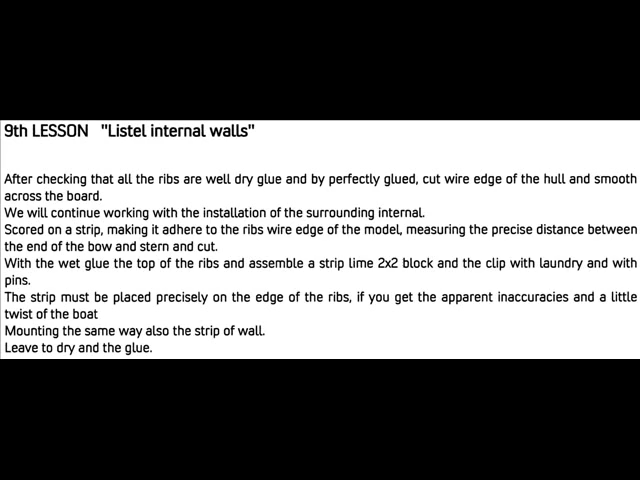 9th LESSON "Listel internal walls"
After checking that all the ribs are well dry glue and by perfectly glued, cut wire edge of the hull and smooth
across the board.
We will continue working with the installation of the surrounding internal.
Scored on a strip, making it adhere to the ribs wire edge of the model, measuring the precise distance between
the end of the bow and stern and cut.
With the wet glue the top of the ribs and assemble a strip lime 2x2 block and the clip with laundry and with
pins.
The strip must be placed precisely on the edge of the ribs, if you get the apparent inaccuracies and a little
twist of the boat
Mounting the same way also the strip of wall.
Leave to dry and the glue.